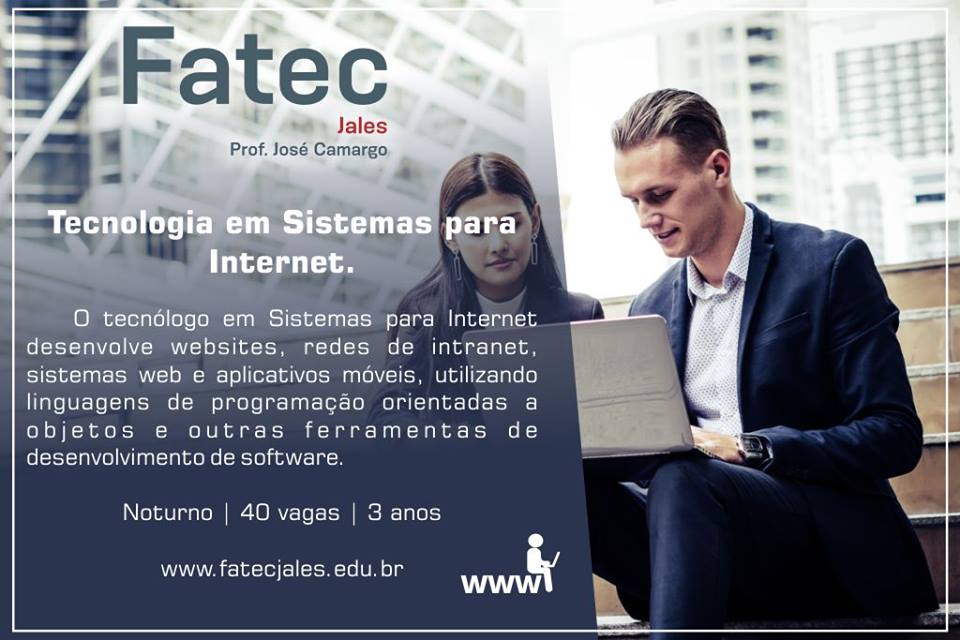 Fatec
Jales
Prof. José Camargo
Tecnologia em Sistemas para
Internet.
O tecnólogo em Sistemas para Internet
desenvolve websites, redes de intranet,
sistemas web e aplicativos móveis, utilizando
linguagens de programação orientadas a
objetos e outras ferramentas de
desenvolvimento de software.
Noturno | 40 vagas | 3 anos
www.fatecjales.edu.br
www